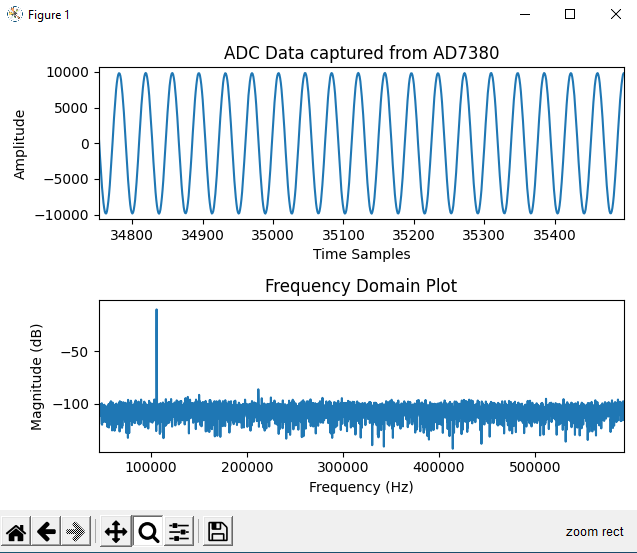 Figure 1
ADC Data captured from AD7380
10000
5000
0
−5000
−10000
Amplitude
34800 34900 35000 35100 35200 35300 35400
Time Samples
Frequency Domain Plot
−50
−100
Magnitude (dB)
100000 200000 300000 400000 500000
Frequency (Hz)
zoom rect